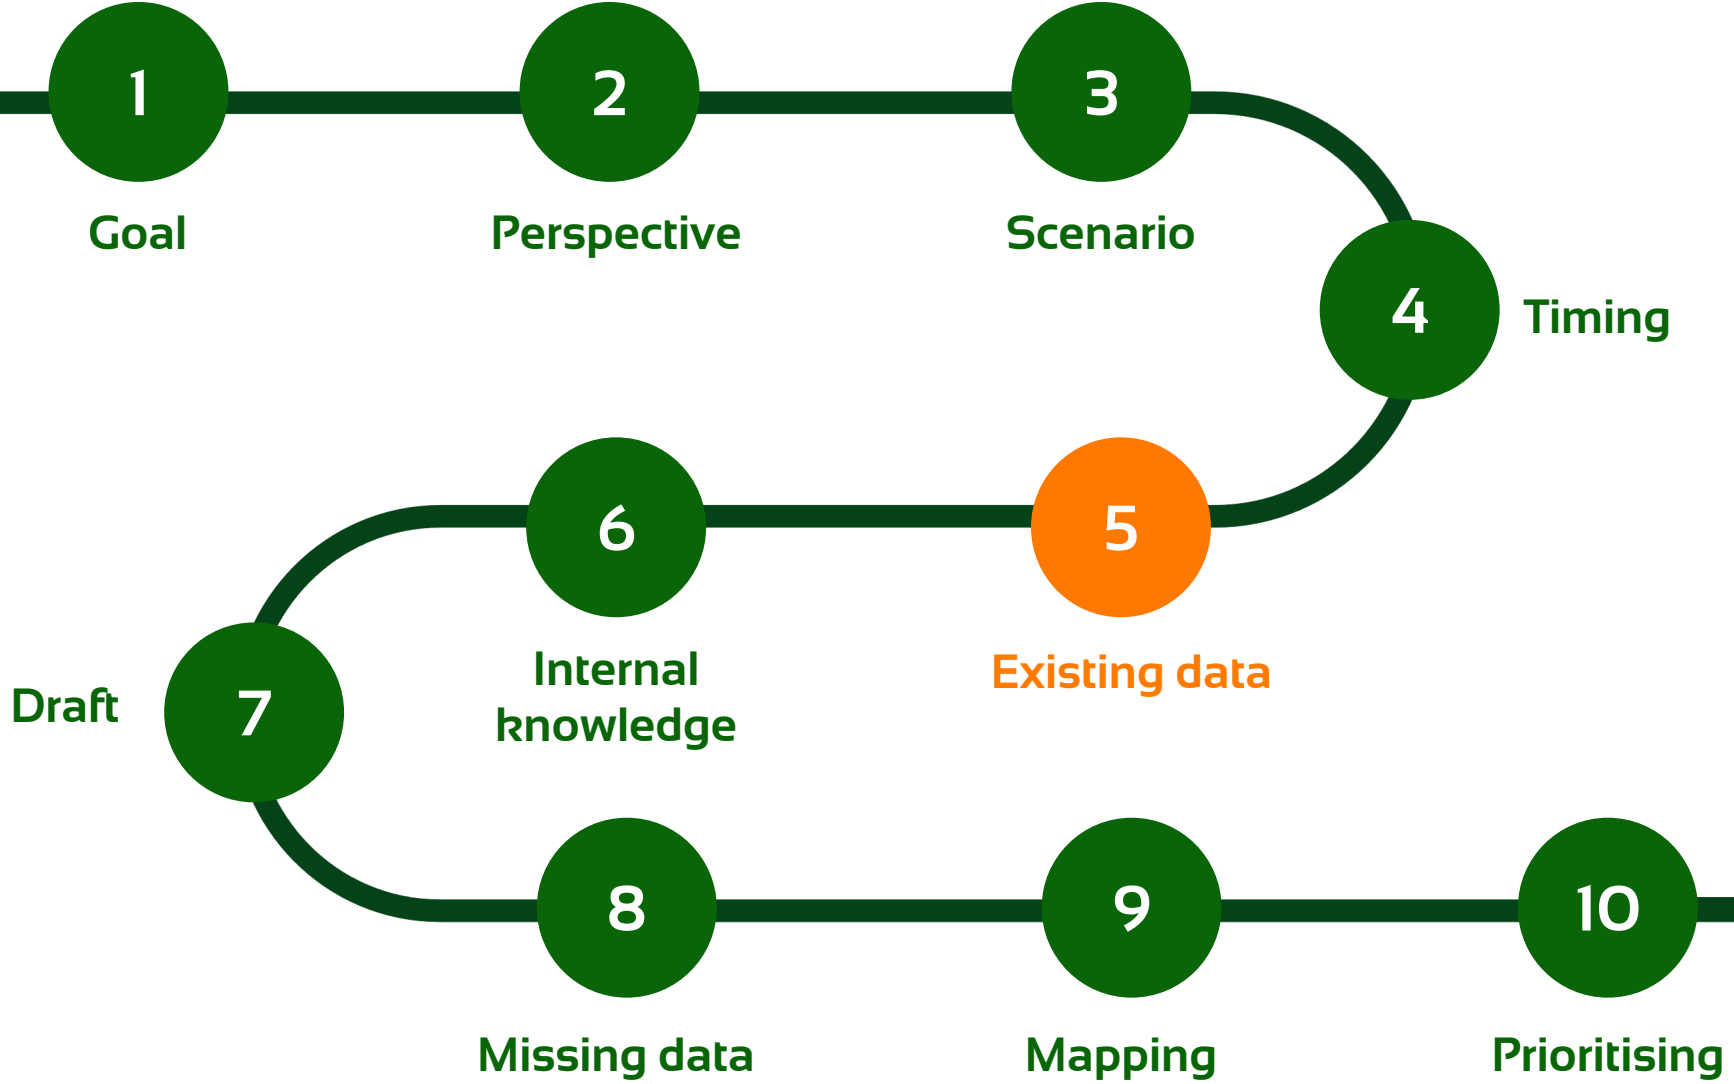 1
2
3
Goal
Perspective
Scenario
4
Timing
5
Existing data
6
Internal
knowledge
7
Draft
8
9
10
Missing data
Mapping
Prioritising